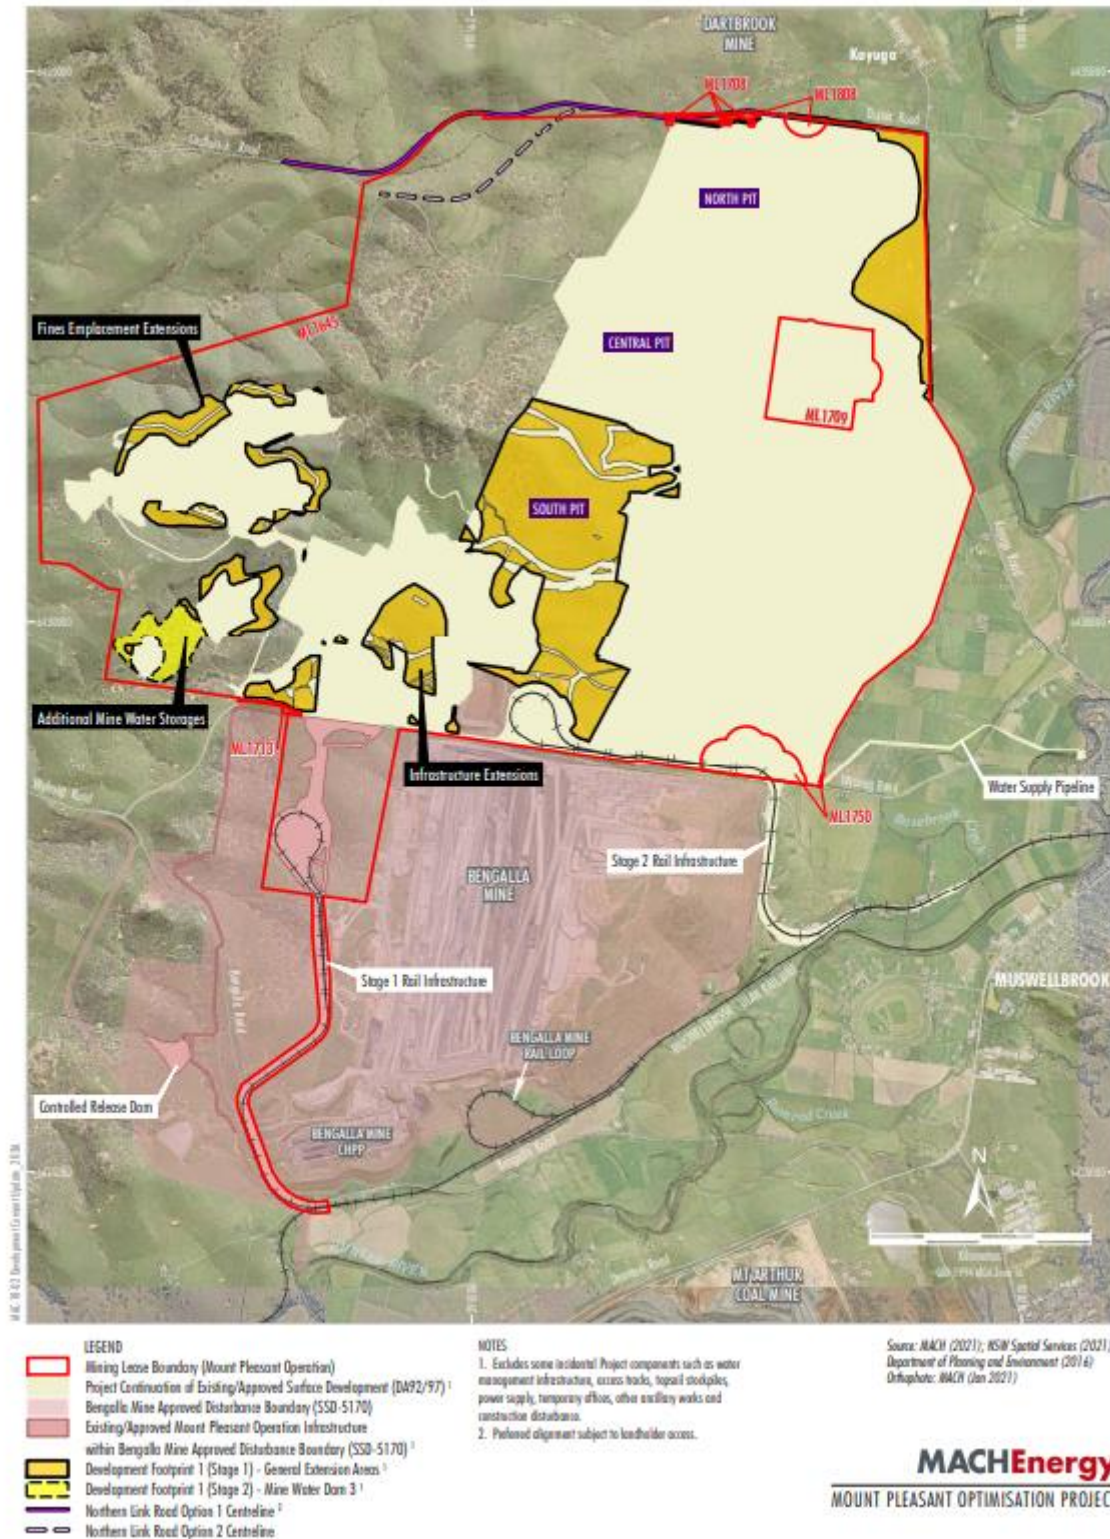 DARTBROOK
MINE
Kayuga
ML1708
ML1808
Dorset Road
NORTH PIT
Fines Emplacement Extensions
ML1645
CENTRAL PIT
ML1709
SOUTH PIT
Additional Mine Water Storages
ML1713
Infrastructure Extensions
Water Supply Pipeline
ML1750
Stage 2 Rail Infrastructure
BENGALLA
MINE
Stage 1 Rail Infrastructure
MUSWELLBROOK
BENGALLA MINE
RAIL LOOP
Controlled Release Dam
BENGALLA MINE
CHPP
N
MT ARTHUR
COAL MINE
LEGEND
Mining Lease Boundary (Mount Pleasant Operation)
Project Continuation of Existing/Approved Surface Development (DA92/97) 1
Bengalla Mine Approved Disturbance Boundary (SSD-5170)
Existing/Approved Mount Pleasant Operation Infrastructure
within Bengalla Mine Approved Disturbance Boundary (SSD-5170) 1
Development Footprint 1 (Stage 1) - General Extension Areas 1
Development Footprint 1 (Stage 2) - Mine Water Dam 3 1
Northern Link Road Option 1 Centreline 2
Northern Link Road Option 2 Centreline
NOTES
1. Excludes some incidental Project components such as water
management infrastructure, access tracks, topsoil stockpiles,
power supply, temporary offices, other ancillary works and
construction disturbance.
2. Preferred alignment subject to landholder access.
Source: MACH (2021); NSW Spatial Services (2021)
Department of Planning and Environment (2016)
Orthophoto: MACH (Jan 2021)
MACHEnergy
MOUNT PLEASANT OPTIMISATION PROJECT